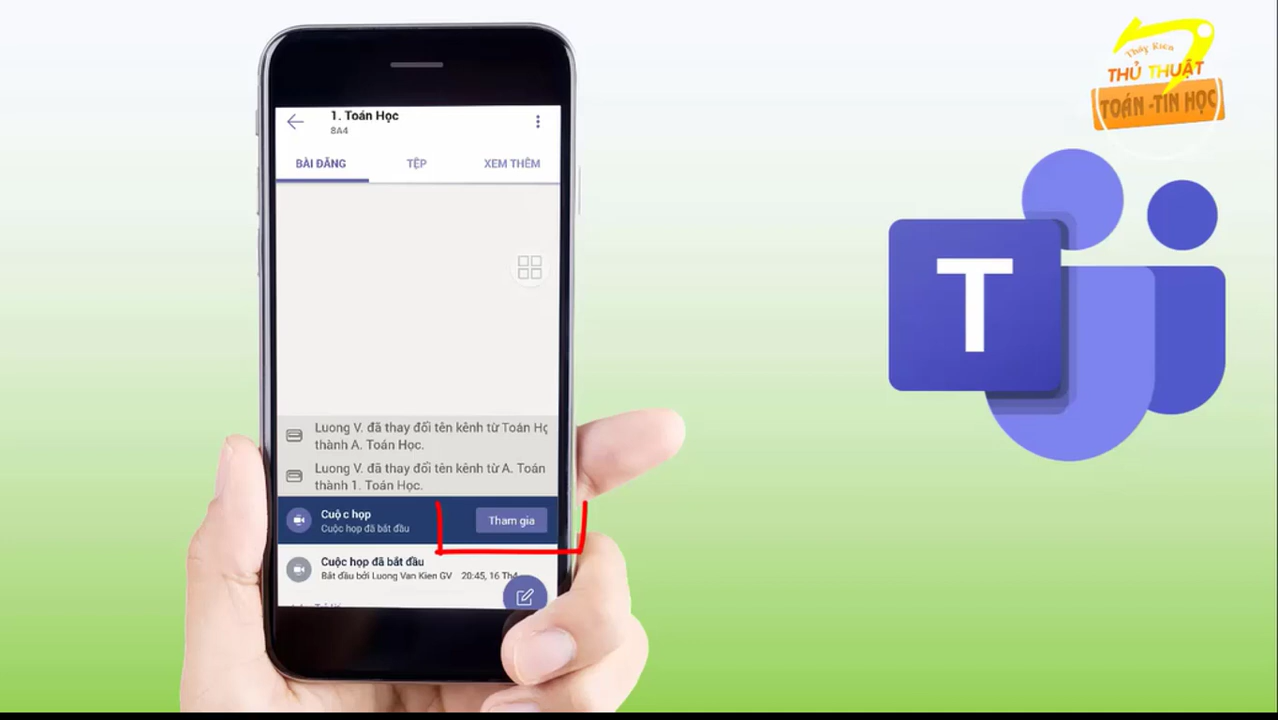 Thầy Kiên
THỦ THUẬT
TOÁN -TIN HỌC
T
1. Toán Học
8A4
BÀI ĐĂNG TỆP XEM THÊM
Luong V. đã thay đổi tên kênh từ Toán
thành A. Toán Học.
Luong V. đã thay đổi tên kênh từ A. Toán
thành 1. Toán Học.
Cuộc họp
Cuộc họp đã bắt đầu
Tham gia
Cuộc họp đã bắt đầu
Bắt đầu bởi Luong Van Kien GV 20:45, 16 Th4